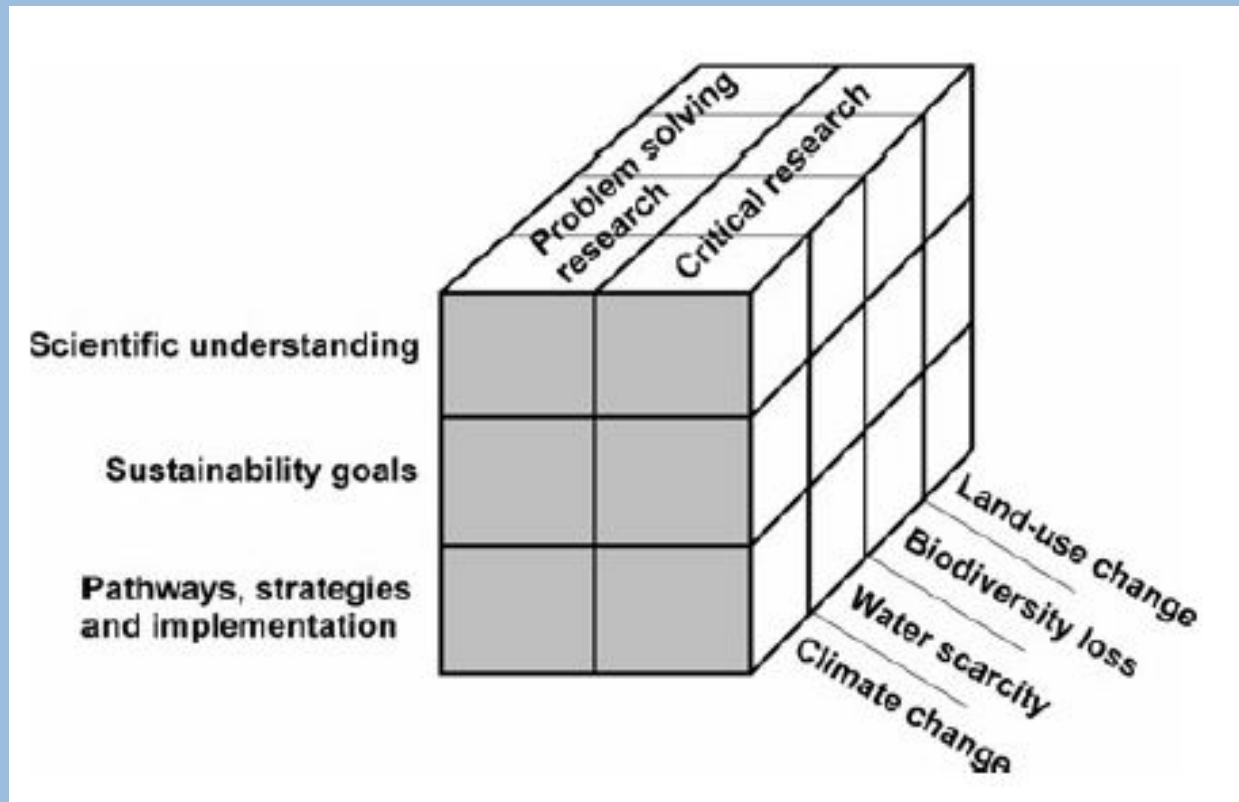 Problem solving
research
Critical research
Scientific understanding
Sustainability goals
Pathways, strategies
and implementation
Land-use change
Biodiversity loss
Water scarcity
Climate change